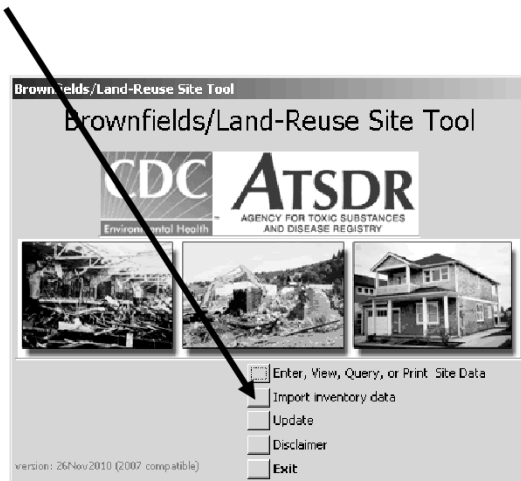 Brownfields/Land-Reuse Site Tool
Brownfields/Land-Reuse Site Tool
CDC
Environmental Health
ATSDR
AGENCY FOR TOXIC SUBSTANCES
AND DISEASE REGISTRY
Enter, View, Query, or Print Site Data
Import inventory data
Update
Disclaimer
Exit
version: 26Nov2010 (2007 compatible)